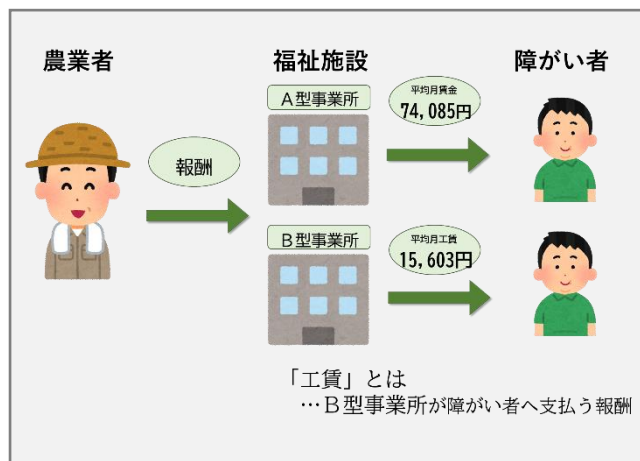 農業者
福祉施設
障がい者
A型事業所
平均月賃金
74,085円
報酬
B型事業所
平均月工賃
15,603円
「工賃」とは
…B型事業所が障がい者へ支払う報酬